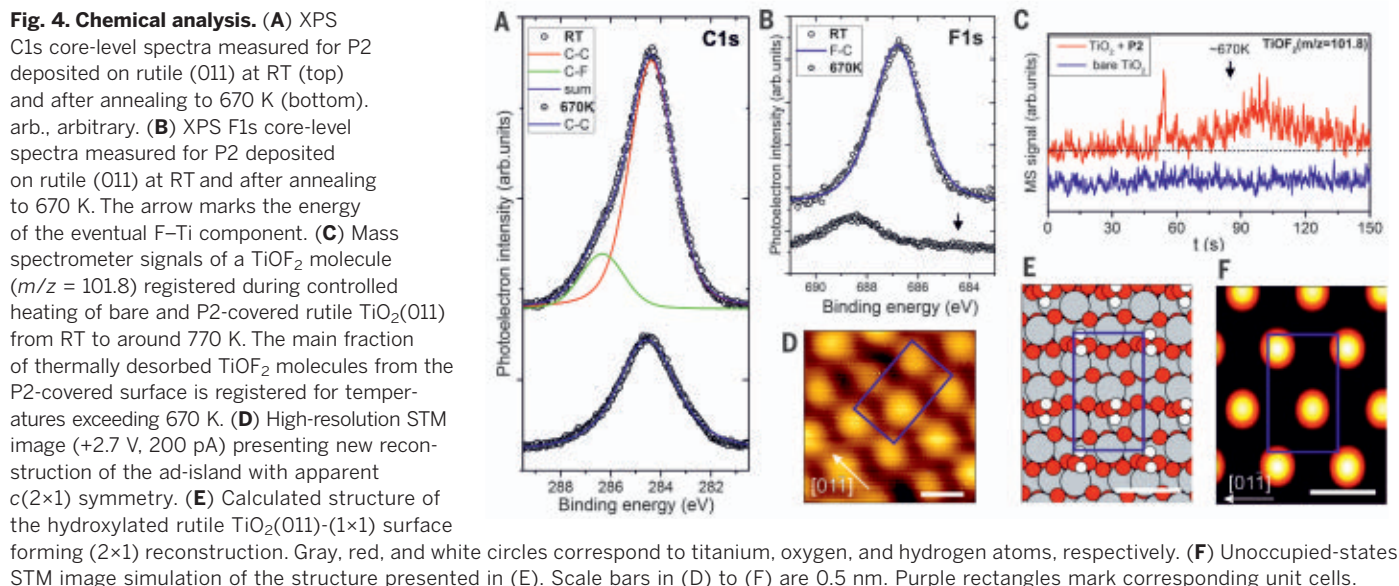 Fig. 4. Chemical analysis. (A) XPS
C1s core-level spectra measured for P2
deposited on rutile (011) at RT (top)
and after annealing to 670 K (bottom).
arb., arbitrary. (B) XPS F1s core-level
spectra measured for P2 deposited
on rutile (011) at RT and after annealing
to 670 K. The arrow marks the energy
of the eventual F–Ti component. (C) Mass
spectrometer signals of a TiOF₂ molecule
(m/z = 101.8) registered during controlled
heating of bare and P2-covered rutile TiO₂(011)
from RT to around 770 K. The main fraction
of thermally desorbed TiOF₂ molecules from the
P2-covered surface is registered for temper-
atures exceeding 670 K. (D) High-resolution STM
image (+2.7 V, 200 pA) presenting new recon-
struction of the ad-island with apparent
c(2×1) symmetry. (E) Calculated structure of
the hydroxylated rutile TiO₂(011)-(1×1) surface
forming (2×1) reconstruction. Gray, red, and white circles correspond to titanium, oxygen, and hydrogen atoms, respectively. (F) Unoccupied-states
STM image simulation of the structure presented in (E). Scale bars in (D) to (F) are 0.5 nm. Purple rectangles mark corresponding unit cells.
A
C1s
RT
C-C
C-F
sum
670K
C-C
Photoelectron intensity (arb.units)
288 286 284 282
Binding energy (eV)
B
F1s
RT
F-C
670K
Photoelectron intensity (arb.units)
690 688 686 684
Binding energy (eV)
C
TiO₂ + P2
bare TiO₂
~670K
TiOF₂(m/z=101.8)
MS signal (arb.units)
0 30 60 90 120 150
t (s)
D
[011]
E
F
[011̄]